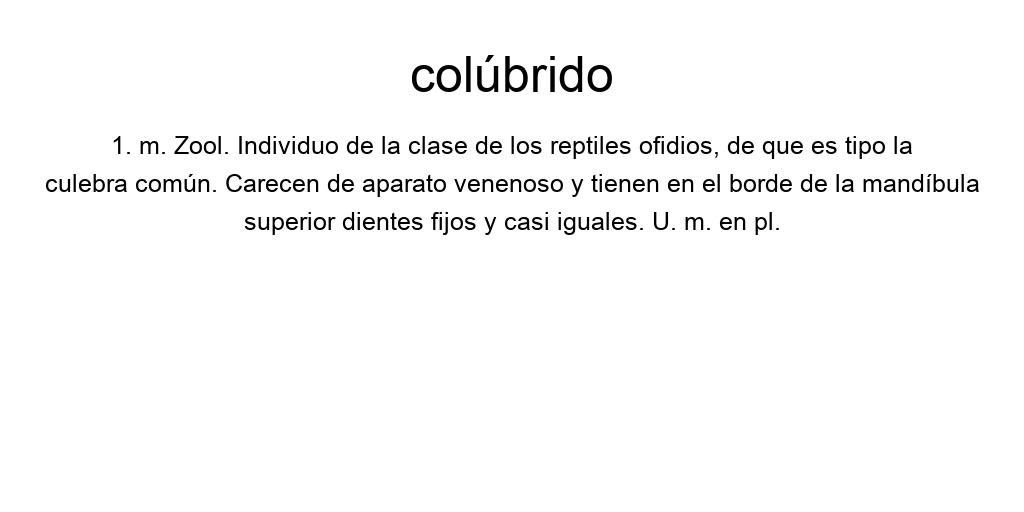 colúbrido
1. m. Zool. Individuo de la clase de los reptiles ofidios, de que es tipo la
culebra común. Carecen de aparato venenoso y tienen en el borde de la mandíbula
superior dientes fijos y casi iguales. U. m. en pl.